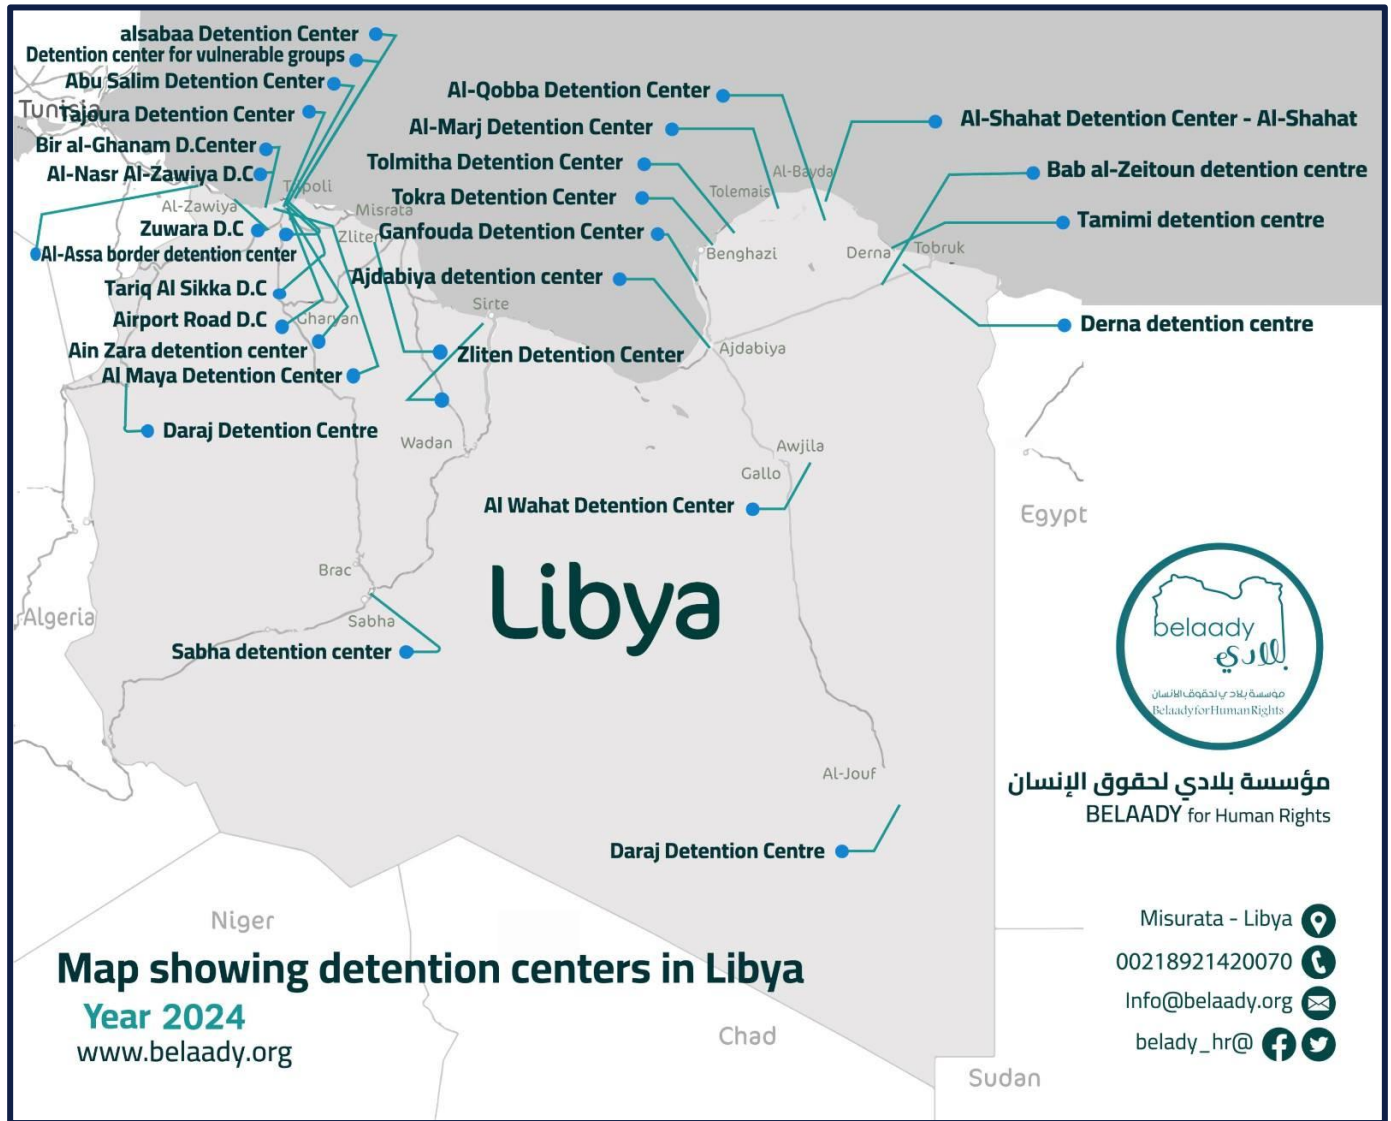 alsabaa Detention Center
Detention center for vulnerable groups
Abu Salim Detention Center
Tunisia
Tajoura Detention Center
Bir al-Ghanam D.Center
Al-Nasr Al-Zawiya D.C
Tripoli
Al-Zawiya
Misrata
Zuwara D.C
Zliten
Al-Assa border detention center
Tariq Al Sikka D.C
Airport Road D.C
Gharyan
Ain Zara detention center
Al Maya Detention Center
Daraj Detention Centre
Al-Qobba Detention Center
Al-Marj Detention Center
Tolmitha Detention Center
Tokra Detention Center
Ganfouda Detention Center
Ajdabiya detention center
Sirte
Zliten Detention Center
Al-Bayda
Tolemais
Benghazi
Derna
Tobruk
Ajdabiya
Al-Shahat Detention Center - Al-Shahat
Bab al-Zeitoun detention centre
Tamimi detention centre
Derna detention centre
Wadan
Awjila
Gallo
Al Wahat Detention Center
Egypt
Libya
Brac
Sabha
Algeria
Sabha detention center
Al-Jouf
Daraj Detention Centre
Niger
Chad
Sudan
belaady
بلادي
مؤسسة بلادي لحقوق الانسان
Belaady for Human Rights
مؤسسة بلادي لحقوق الإنسان
BELAADY for Human Rights
Misurata - Libya
00218921420070
Info@belaady.org
belady_hr@
Map showing detention centers in Libya
Year 2024
www.belaady.org